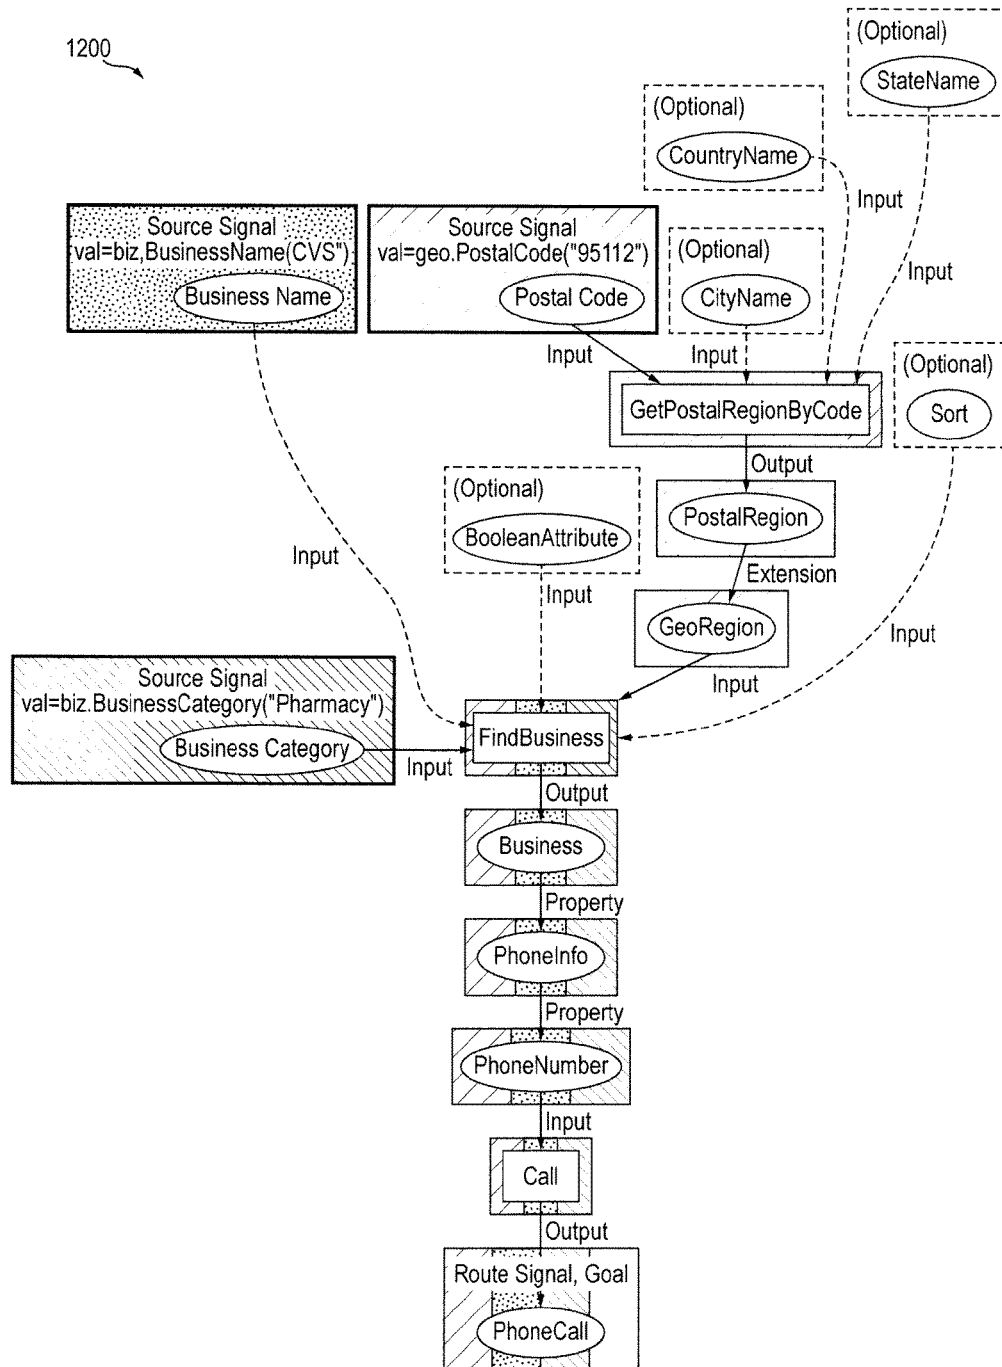 1200
(Optional)
StateName
(Optional)
CountryName
Input
Input
Source Signal
val=biz,BusinessName(CVS")
Business Name
Source Signal
val=geo.PostalCode("95112")
Postal Code
(Optional)
CityName
Input
Input
(Optional)
Sort
GetPostalRegionByCode
Output
(Optional)
BooleanAttribute
PostalRegion
Input
Extension
Input
GeoRegion
Input
Input
Source Signal
val=biz.BusinessCategory("Pharmacy")
Business Category
Input
FindBusiness
Output
Business
Property
PhoneInfo
Property
PhoneNumber
Input
Call
Output
Route Signal, Goal
PhoneCall